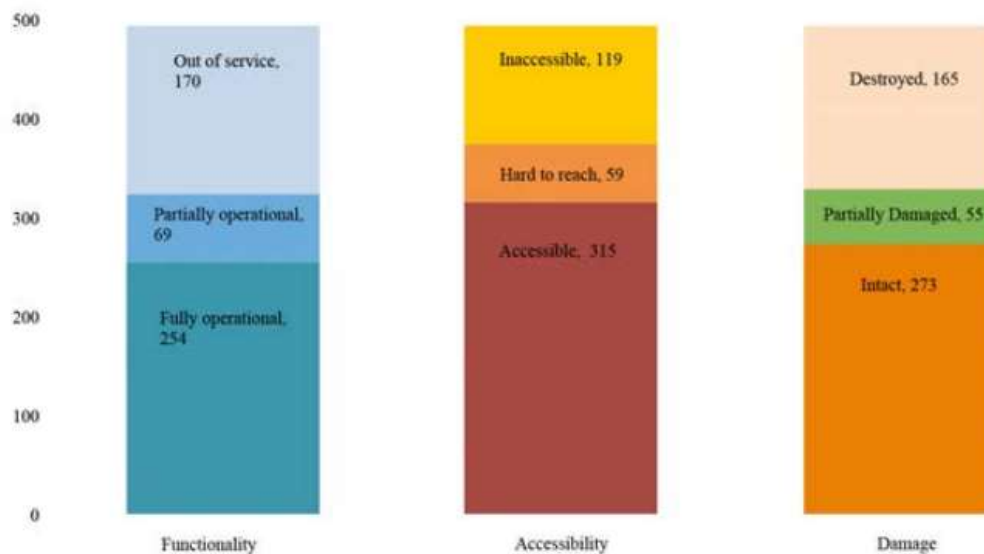 500
400
300
200
100
0
Out of service,
170
Partially operational,
69
Fully operational,
254
Functionality
Inaccessible, 119
Hard to reach, 59
Accessible, 315
Accessibility
Destroyed, 165
Partially Damaged, 55
Intact, 273
Damage